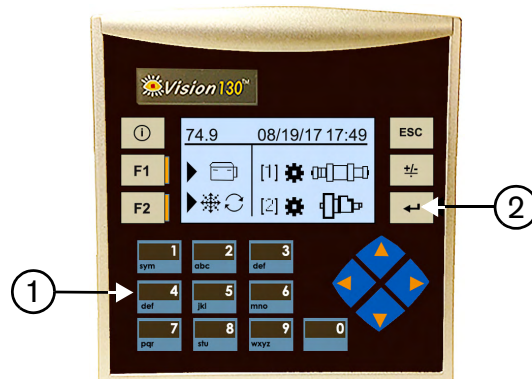 Vision130™
74.9 08/19/17 17:49
ESC
F1
[1]
+/-
F2
[2]
2
1 sym
2 abc
3 def
1
4 def
5 jkl
6 mno
7 pqr
8 stu
9 wxyz
0